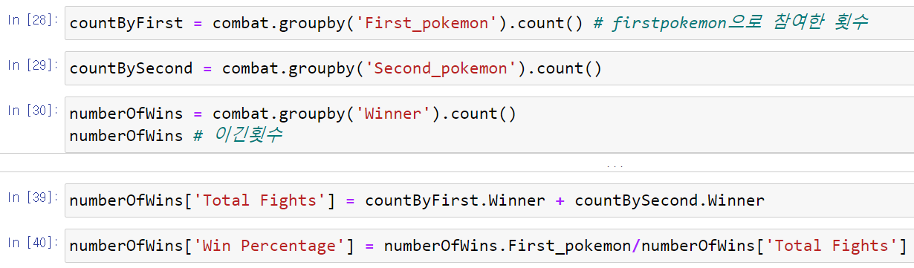 In [28]: countByFirst = combat.groupby('First_pokemon').count() # firstpokemon으로 참여한 횟수
In [29]: countBySecond = combat.groupby('Second_pokemon').count()
In [30]: numberOfWins = combat.groupby('Winner').count()
numberOfWins # 이긴횟수
...
In [39]: numberOfWins['Total Fights'] = countByFirst.Winner + countBySecond.Winner
In [40]: numberOfWins['Win Percentage'] = numberOfWins.First_pokemon/numberOfWins['Total Fights']